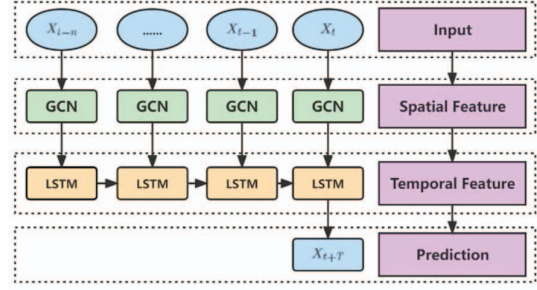 X_{i-n} ...... X_{t-1} X_t Input
GCN GCN GCN GCN Spatial Feature
LSTM LSTM LSTM LSTM Temporal Feature
X_{t+T} Prediction